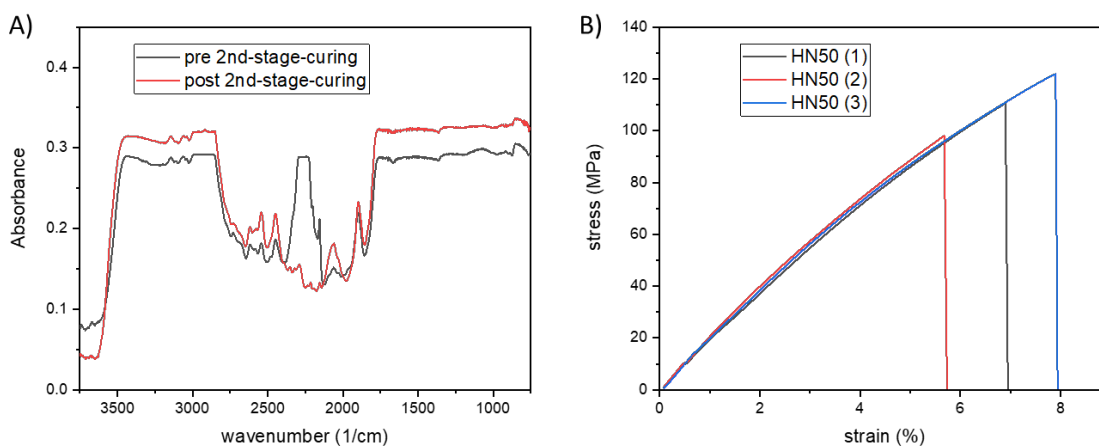 A)
pre 2nd-stage-curing
post 2nd-stage-curing
Absorbance
0.4
0.3
0.2
0.1
0.0
3500 3000 2500 2000 1500 1000
wavenumber (1/cm)
B)
HN50 (1)
HN50 (2)
HN50 (3)
stress (MPa)
140
120
100
80
60
40
20
0
0 2 4 6 8
strain (%)